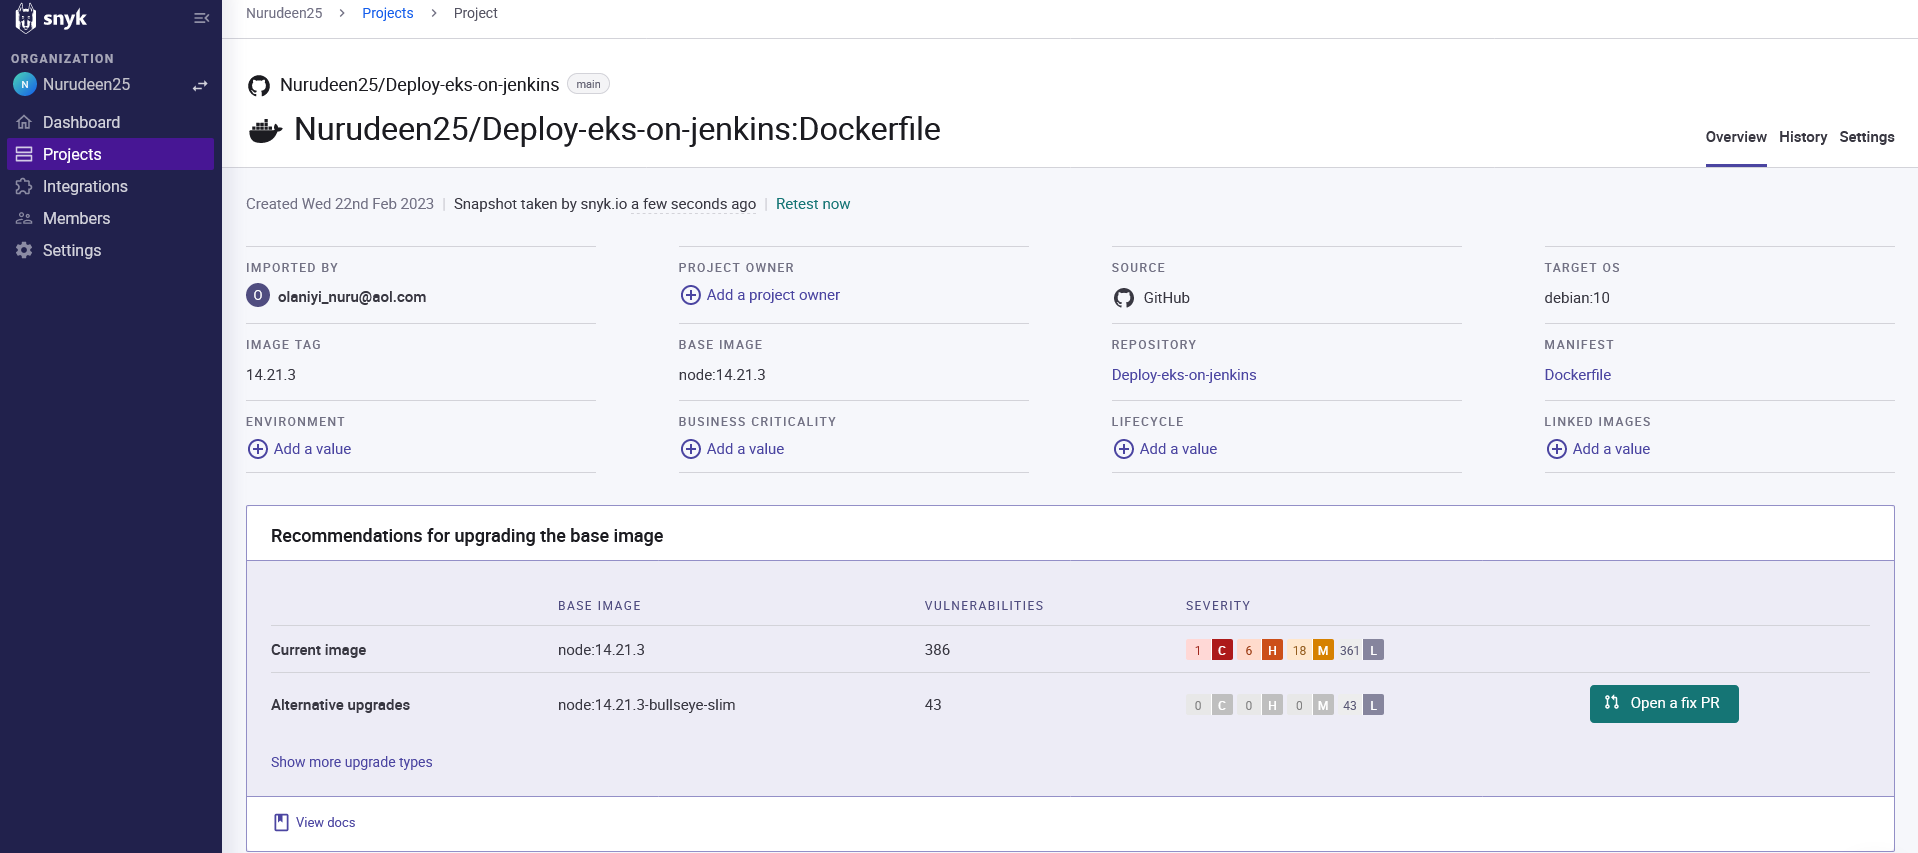 snyk
ORGANIZATION
N Nurudeen25
Dashboard
Projects
Integrations
Members
Settings
Nurudeen25 > Projects > Project
Nurudeen25/Deploy-eks-on-jenkins main
Nurudeen25/Deploy-eks-on-jenkins:Dockerfile
Overview History Settings
Created Wed 22nd Feb 2023 | Snapshot taken by snyk.io a few seconds ago | Retest now
IMPORTED BY PROJECT OWNER SOURCE TARGET OS
O olaniyi_nuru@aol.com Add a project owner GitHub debian:10
IMAGE TAG BASE IMAGE REPOSITORY MANIFEST
14.21.3 node:14.21.3 Deploy-eks-on-jenkins Dockerfile
ENVIRONMENT BUSINESS CRITICALITY LIFECYCLE LINKED IMAGES
Add a value Add a value Add a value Add a value
Recommendations for upgrading the base image
BASE IMAGE VULNERABILITIES SEVERITY
Current image node:14.21.3 386 1 C 6 H 18 M 361 L
Alternative upgrades node:14.21.3-bullseye-slim 43 0 C 0 H 0 M 43 L Open a fix PR
Show more upgrade types
View docs